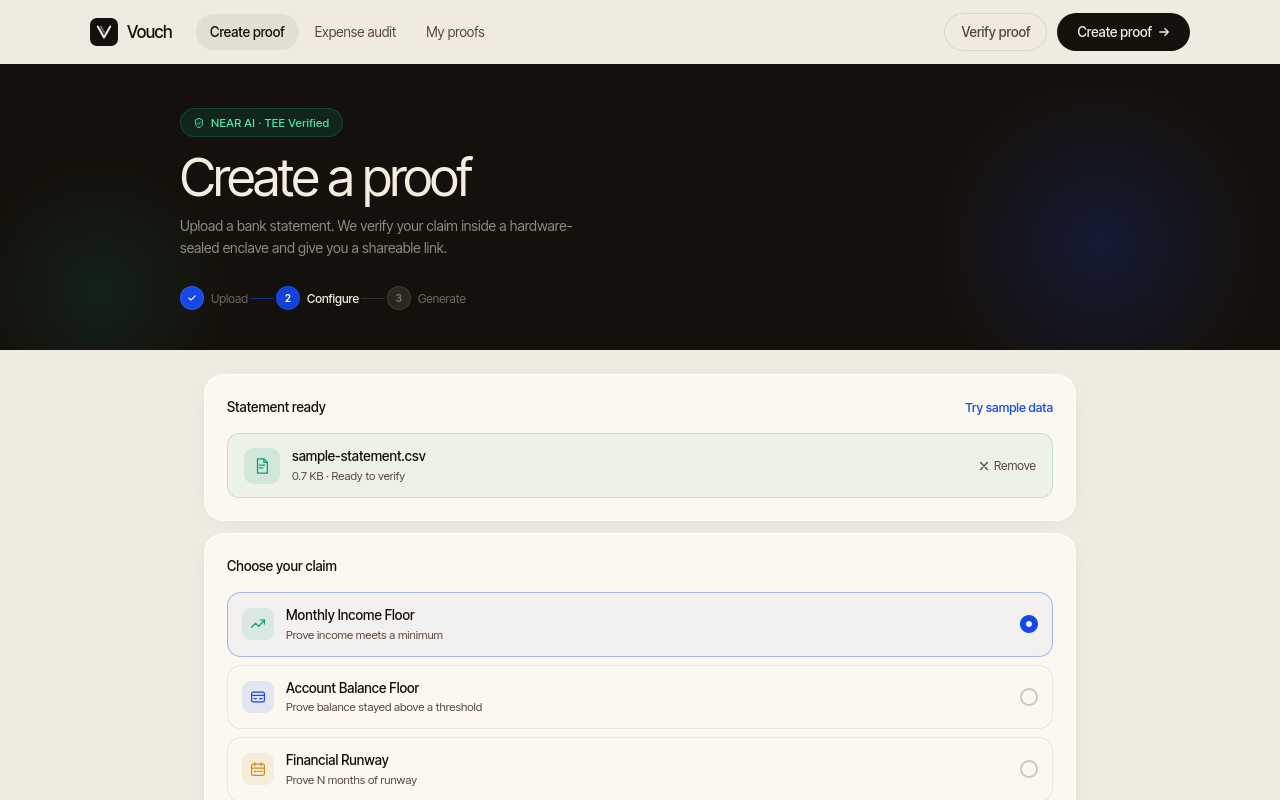 Vouch
Create proof
Expense audit
My proofs
Verify proof
Create proof →
NEAR AI · TEE Verified
Create a proof
Upload a bank statement. We verify your claim inside a hardware-
sealed enclave and give you a shareable link.
Upload
2 Configure
3 Generate
Statement ready
Try sample data
sample-statement.csv
0.7 KB · Ready to verify
Remove
Choose your claim
Monthly Income Floor
Prove income meets a minimum
Account Balance Floor
Prove balance stayed above a threshold
Financial Runway
Prove N months of runway